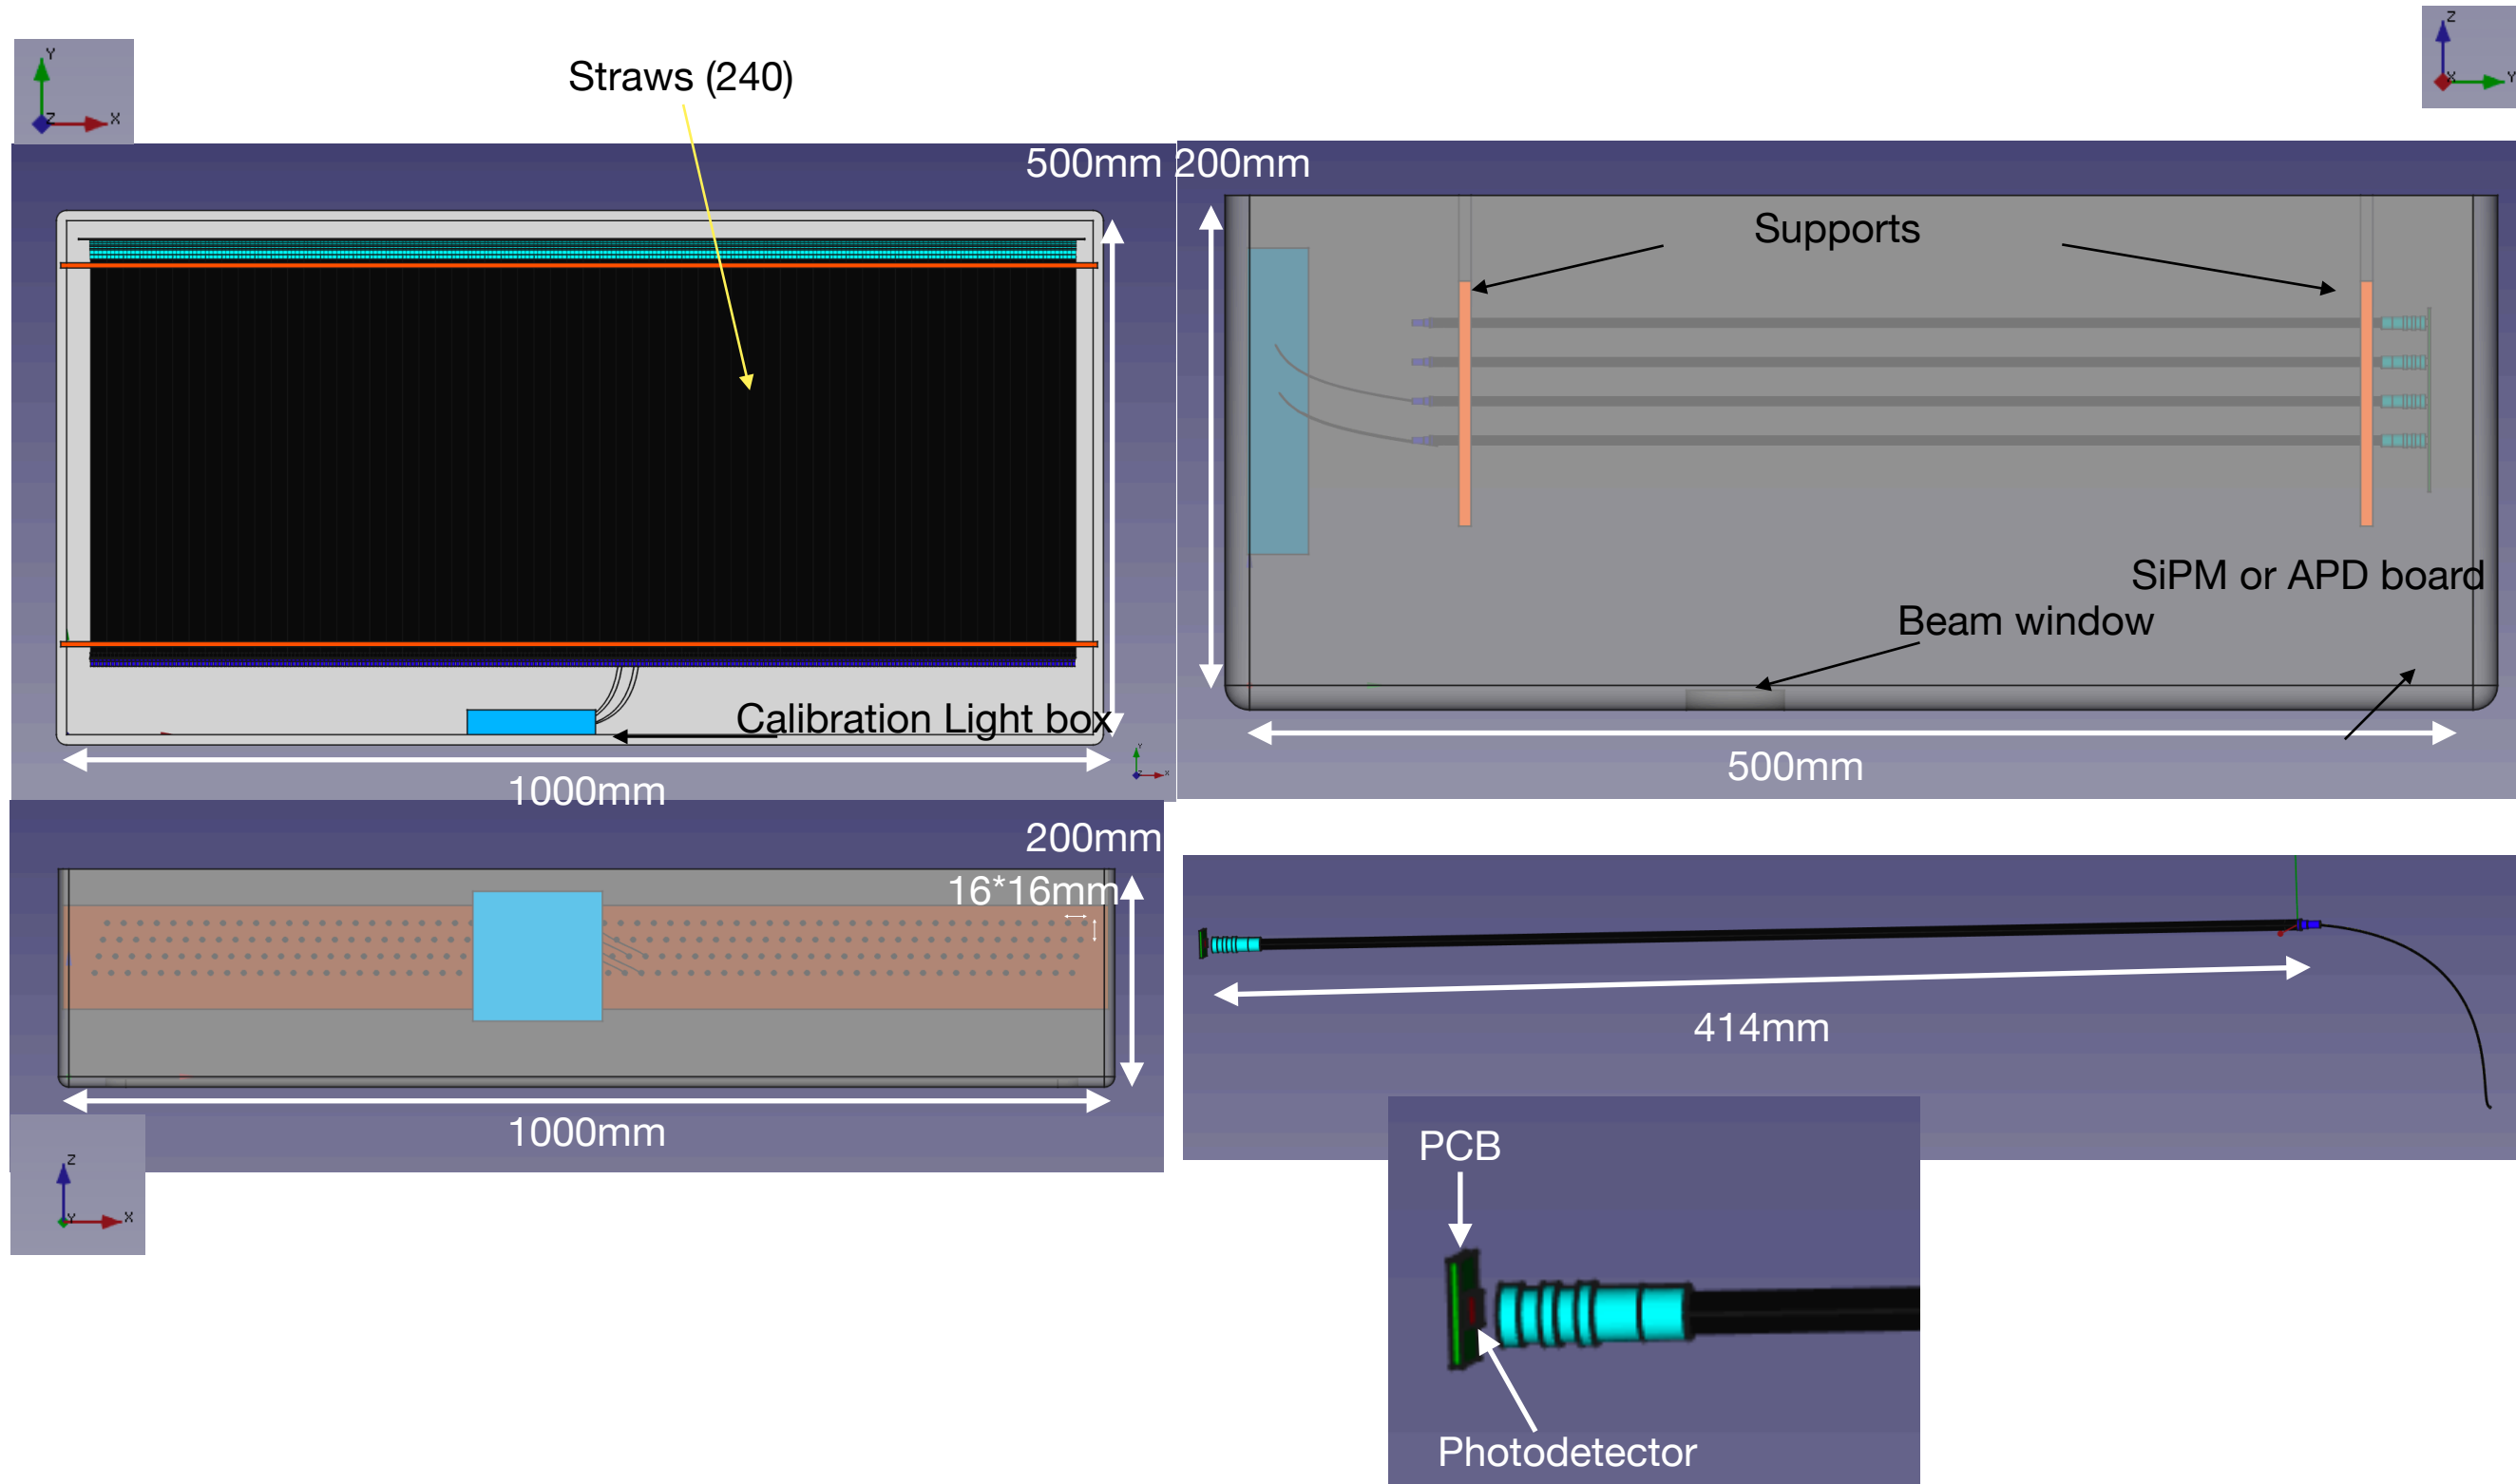 Y
Z X
Straws (240)
Z
X Y
500mm
200mm
Supports
SiPM or APD board
Beam window
Calibration Light box
1000mm
500mm
Y
Z X
200mm
16*16mm
1000mm
414mm
Z
Y X
PCB
Photodetector